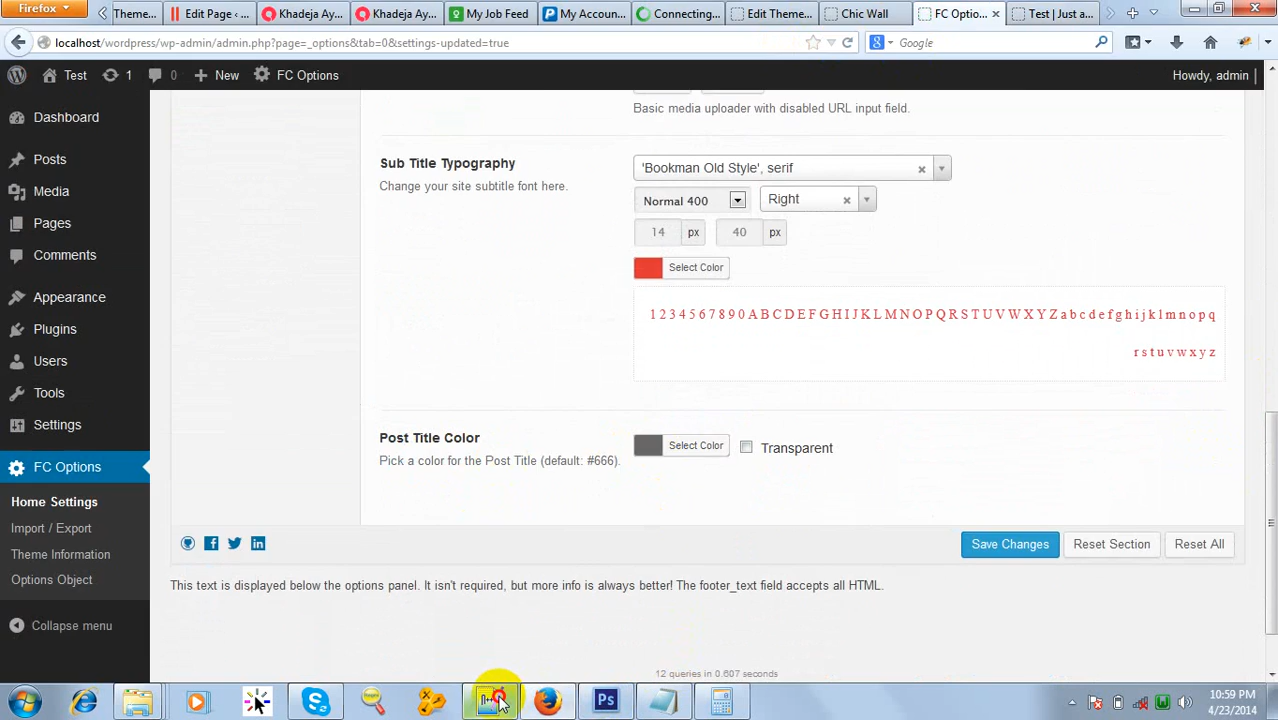 Firefox
Theme...
Edit Page ‹ ...
Khadeja Ay...
Khadeja Ay...
My Job Feed
My Accoun...
Connecting...
Edit Theme...
Chic Wall
FC Optio...
Test | Just a...
localhost/wordpress/wp-admin/admin.php?page=_options&tab=0&settings-updated=true
Google
Test 1 0 New FC Options Howdy, admin
Dashboard
Posts
Media
Pages
Comments
Appearance
Plugins
Users
Tools
Settings
FC Options
Home Settings
Import / Export
Theme Information
Options Object
Collapse menu
Basic media uploader with disabled URL input field.
Sub Title Typography
Change your site subtitle font here.
'Bookman Old Style', serif
Normal 400 Right
14 px 40 px
Select Color
1 2 3 4 5 6 7 8 9 0 A B C D E F G H I J K L M N O P Q R S T U V W X Y Z a b c d e f g h i j k l m n o p q
r s t u v w x y z
Post Title Color
Pick a color for the Post Title (default: #666).
Select Color Transparent
Save Changes Reset Section Reset All
This text is displayed below the options panel. It isn't required, but more info is always better! The footer_text field accepts all HTML.
12 queries in 0.607 seconds
Ps
10:59 PM
4/23/2014